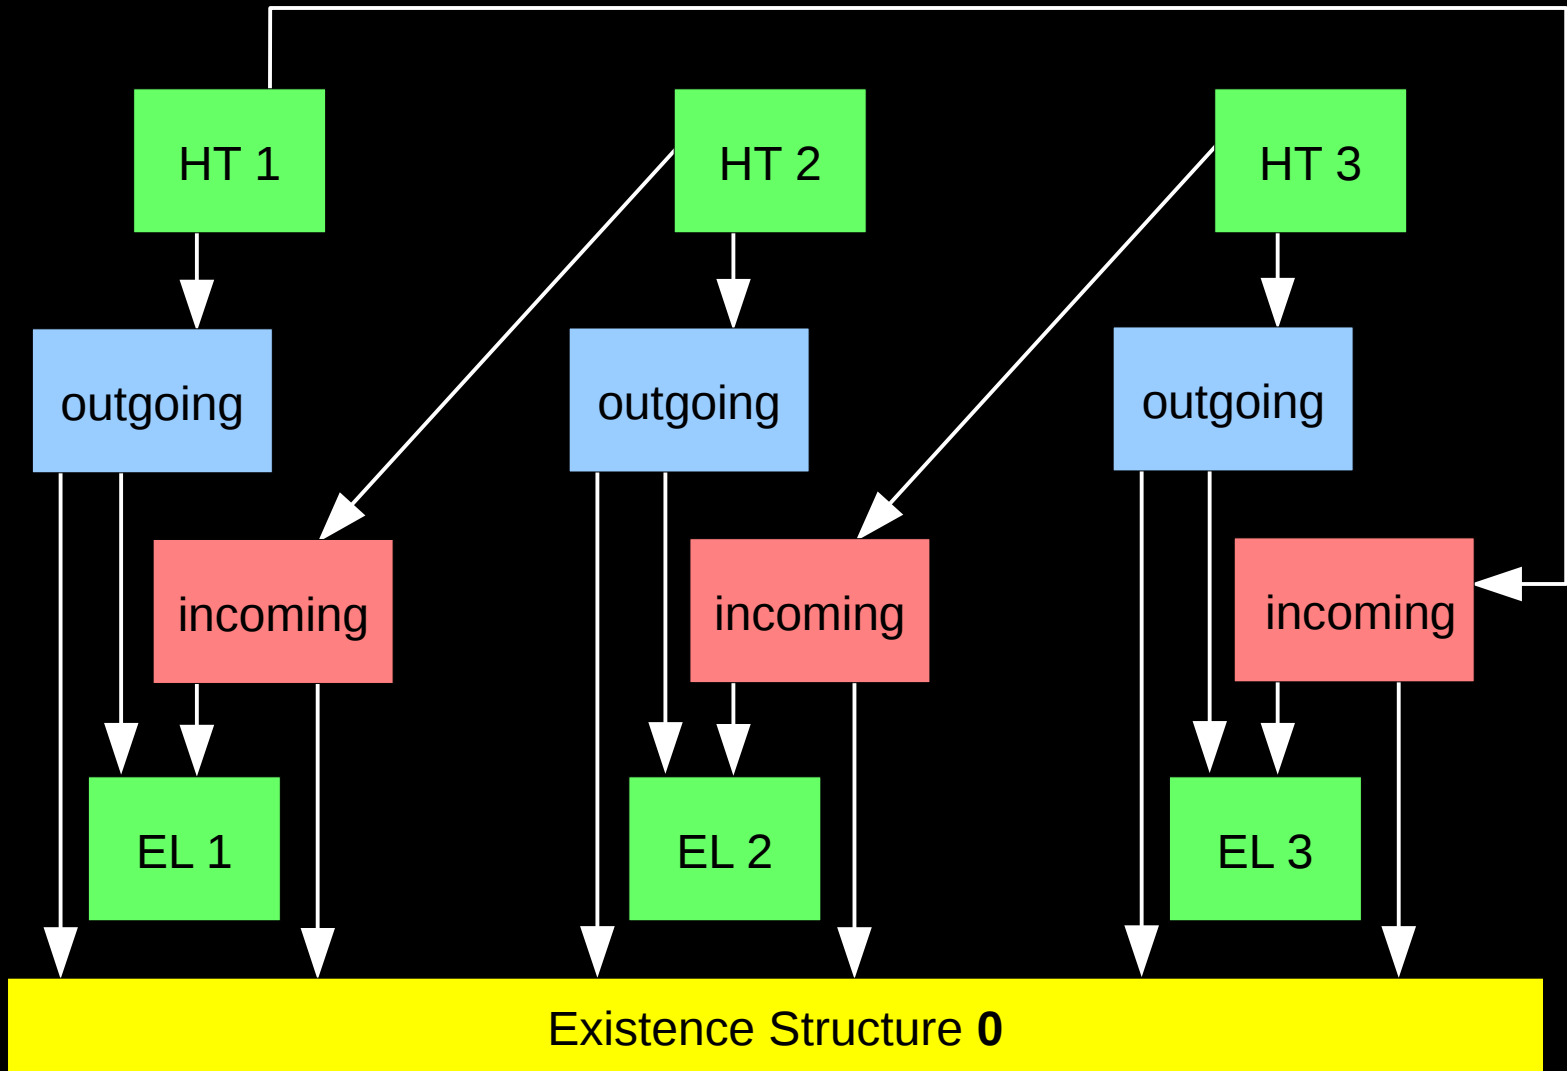 HT 1
HT 2
HT 3
outgoing
outgoing
outgoing
incoming
incoming
incoming
EL 1
EL 2
EL 3
Existence Structure 0